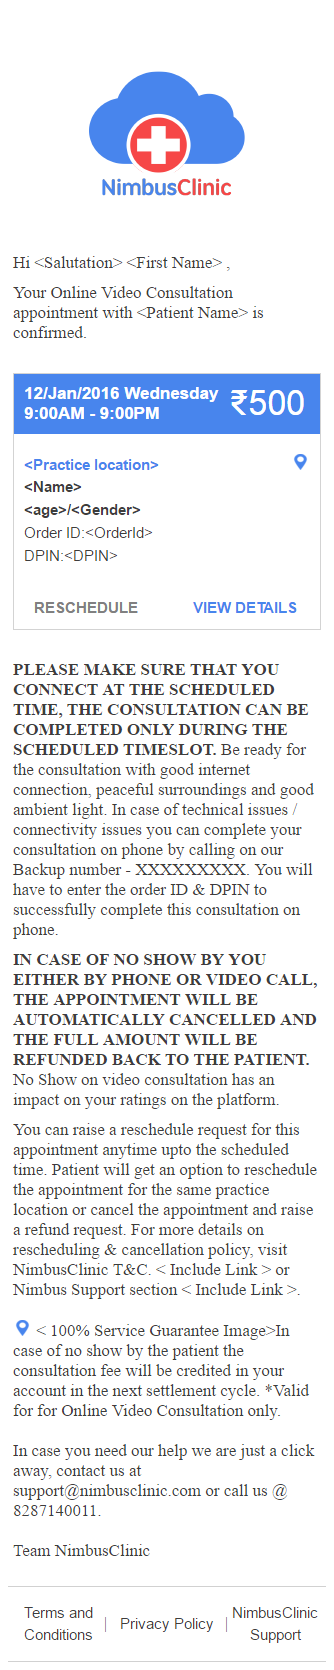 NimbusClinic
Hi <Salutation> <First Name> ,
Your Online Video Consultation
appointment with <Patient Name> is
confirmed.
12/Jan/2016 Wednesday
9:00AM - 9:00PM
₹500
<Practice location>
<Name>
<age>/<Gender>
Order ID:<OrderId>
DPIN:<DPIN>
RESCHEDULE
VIEW DETAILS
PLEASE MAKE SURE THAT YOU
CONNECT AT THE SCHEDULED
TIME, THE CONSULTATION CAN BE
COMPLETED ONLY DURING THE
SCHEDULED TIMESLOT. Be ready for
the consultation with good internet
connection, peaceful surroundings and good
ambient light. In case of technical issues /
connectivity issues you can complete your
consultation on phone by calling on our
Backup number - XXXXXXXXX. You will
have to enter the order ID & DPIN to
successfully complete this consultation on
phone.
IN CASE OF NO SHOW BY YOU
EITHER BY PHONE OR VIDEO CALL,
THE APPOINTMENT WILL BE
AUTOMATICALLY CANCELLED AND
THE FULL AMOUNT WILL BE
REFUNDED BACK TO THE PATIENT.
No Show on video consultation has an
impact on your ratings on the platform.
You can raise a reschedule request for this
appointment anytime upto the scheduled
time. Patient will get an option to reschedule
the appointment for the same practice
location or cancel the appointment and raise
a refund request. For more details on
rescheduling & cancellation policy, visit
NimbusClinic T&C. < Include Link > or
Nimbus Support section < Include Link >.
< 100% Service Guarantee Image>In
case of no show by the patient the
consultation fee will be credited in your
account in the next settlement cycle. *Valid
for for Online Video Consultation only.
In case you need our help we are just a click
away, contact us at
support@nimbusclinic.com or call us @
8287140011.
Team NimbusClinic
Terms and
Conditions
Privacy Policy
NimbusClinic
Support